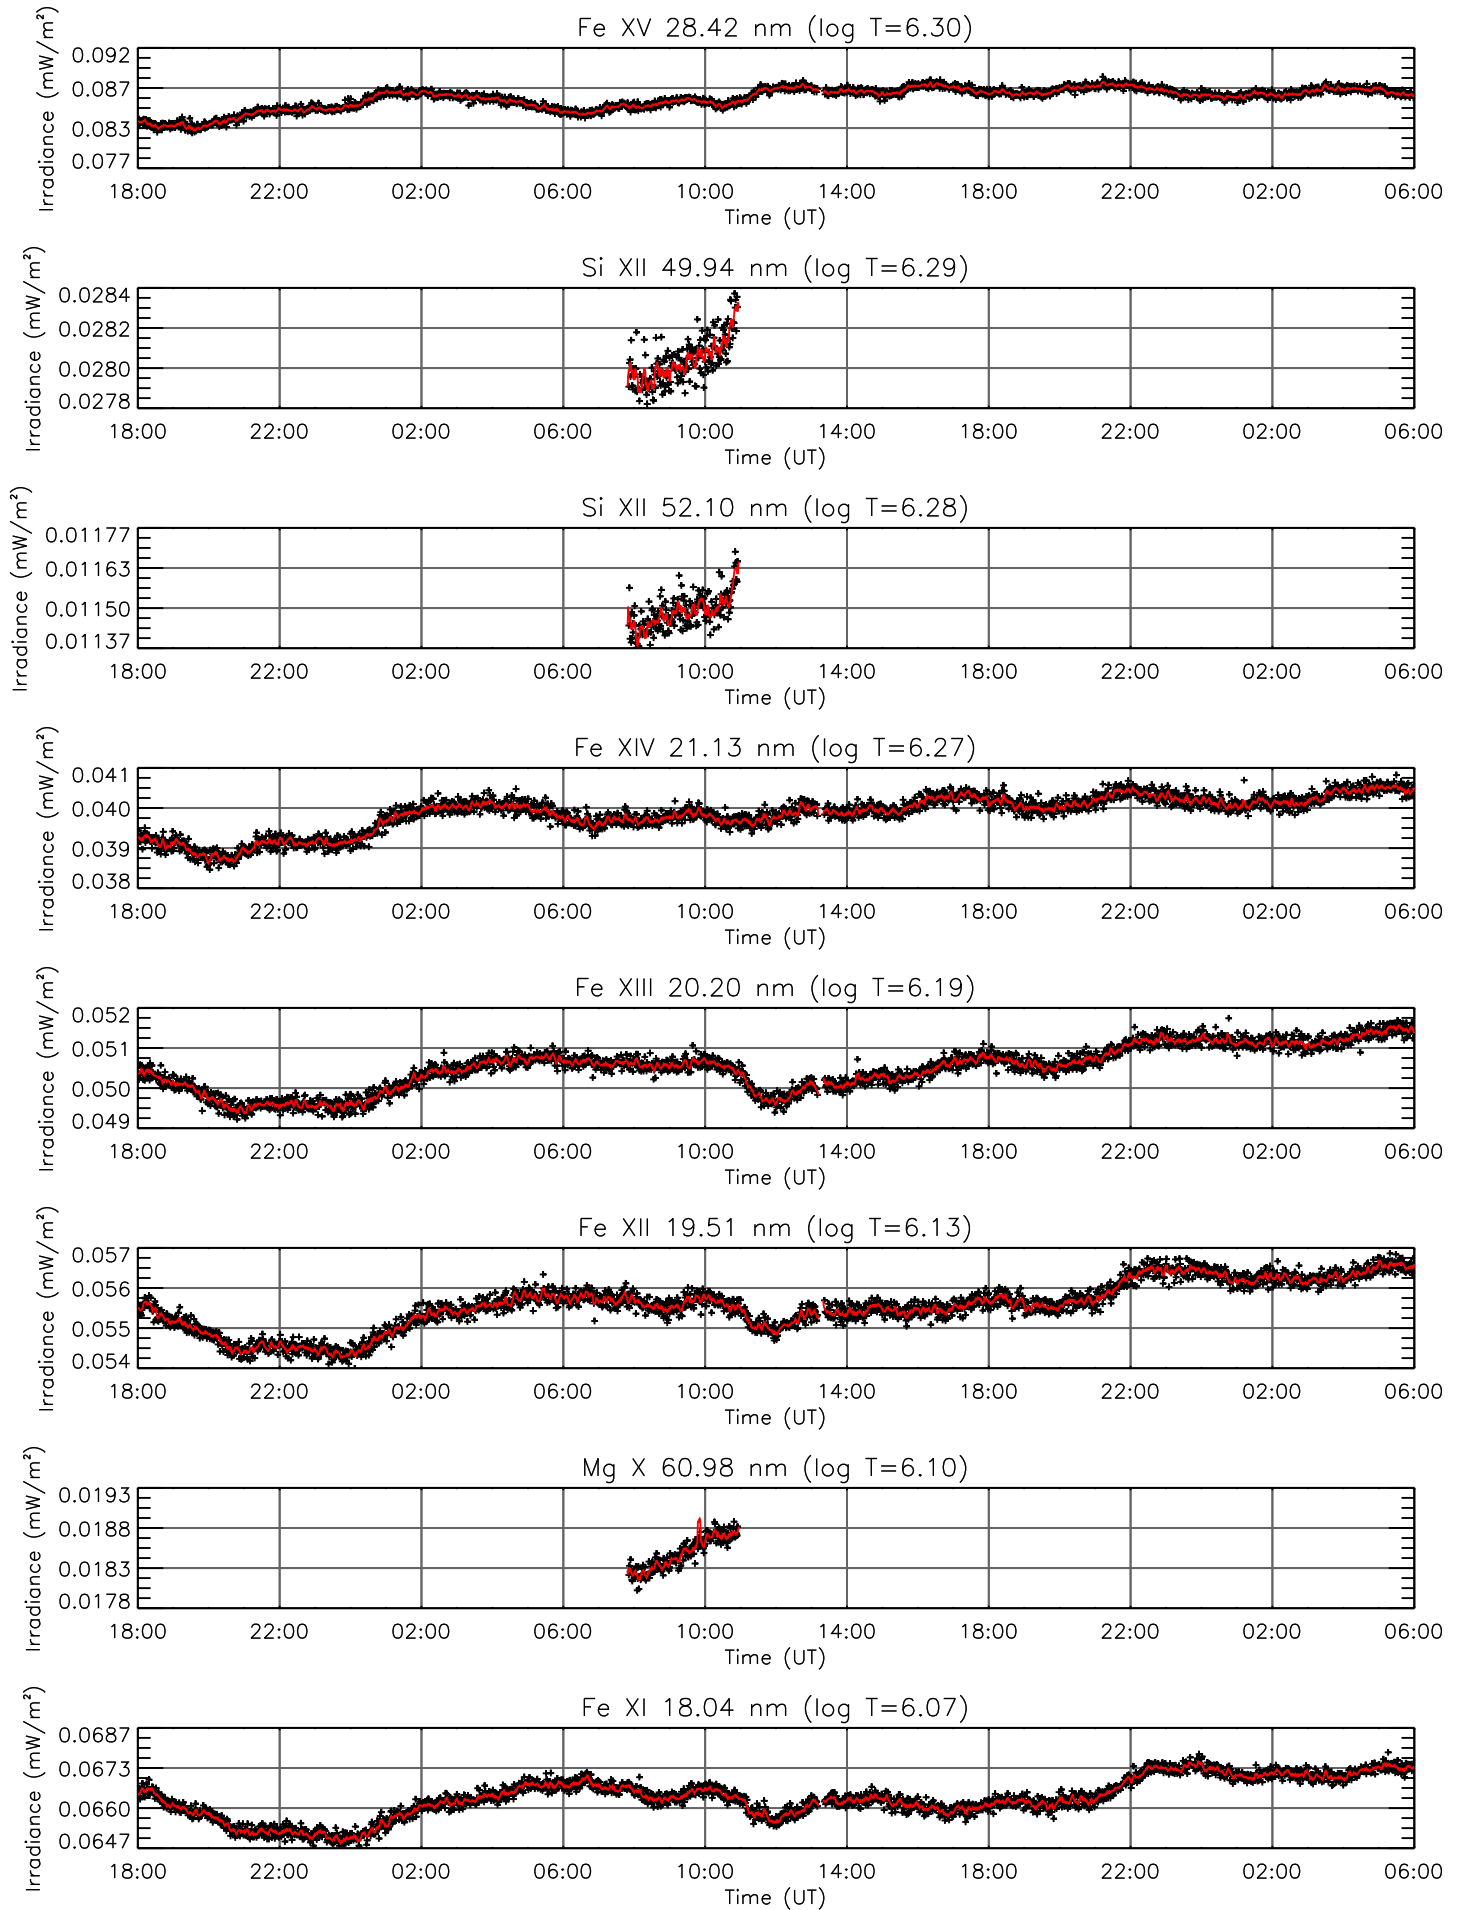 Fe XV 28.42 nm (log T=6.30)
Irradiance (mW/m²)
0.092
0.087
0.083
0.077
18:00 22:00 02:00 06:00 10:00 14:00 18:00 22:00 02:00 06:00
Time (UT)
Si XII 49.94 nm (log T=6.29)
Irradiance (mW/m²)
0.0284
0.0282
0.0280
0.0278
18:00 22:00 02:00 06:00 10:00 14:00 18:00 22:00 02:00 06:00
Time (UT)
Si XII 52.10 nm (log T=6.28)
Irradiance (mW/m²)
0.01177
0.01163
0.01150
0.01137
18:00 22:00 02:00 06:00 10:00 14:00 18:00 22:00 02:00 06:00
Time (UT)
Fe XIV 21.13 nm (log T=6.27)
Irradiance (mW/m²)
0.041
0.040
0.039
0.038
18:00 22:00 02:00 06:00 10:00 14:00 18:00 22:00 02:00 06:00
Time (UT)
Fe XIII 20.20 nm (log T=6.19)
Irradiance (mW/m²)
0.052
0.051
0.050
0.049
18:00 22:00 02:00 06:00 10:00 14:00 18:00 22:00 02:00 06:00
Time (UT)
Fe XII 19.51 nm (log T=6.13)
Irradiance (mW/m²)
0.057
0.056
0.055
0.054
18:00 22:00 02:00 06:00 10:00 14:00 18:00 22:00 02:00 06:00
Time (UT)
Mg X 60.98 nm (log T=6.10)
Irradiance (mW/m²)
0.0193
0.0188
0.0183
0.0178
18:00 22:00 02:00 06:00 10:00 14:00 18:00 22:00 02:00 06:00
Time (UT)
Fe XI 18.04 nm (log T=6.07)
Irradiance (mW/m²)
0.0687
0.0673
0.0660
0.0647
18:00 22:00 02:00 06:00 10:00 14:00 18:00 22:00 02:00 06:00
Time (UT)